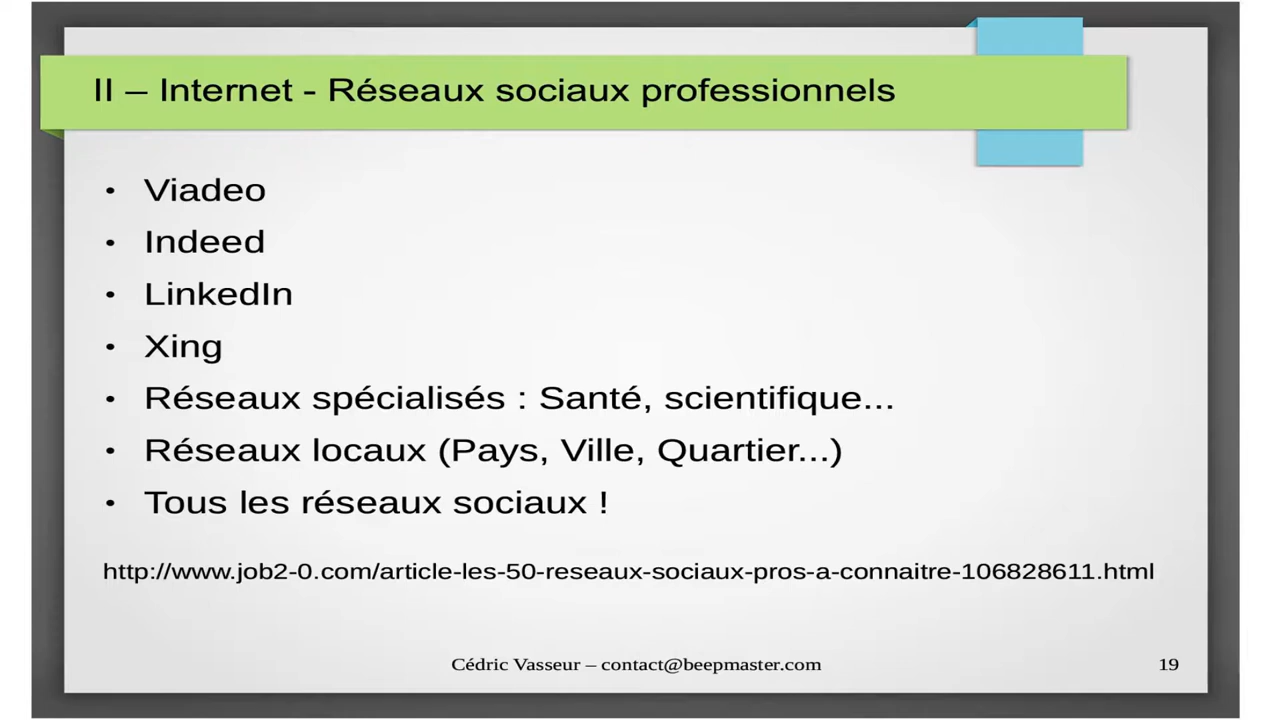 II – Internet - Réseaux sociaux professionnels
• Viadeo
• Indeed
• LinkedIn
• Xing
• Réseaux spécialisés : Santé, scientifique...
• Réseaux locaux (Pays, Ville, Quartier...)
• Tous les réseaux sociaux !
http://www.job2-0.com/article-les-50-reseaux-sociaux-pros-a-connaitre-106828611.html
Cédric Vasseur – contact@beepmaster.com
19